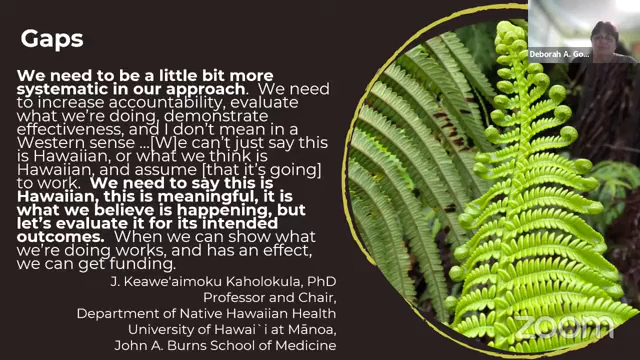 Gaps
We need to be a little bit more
systematic in our approach. We need
to increase accountability, evaluate
what we're doing, demonstrate
effectiveness, and I don't mean in a
Western sense ...[W]e can't just say this
is Hawaiian, or what we think is
Hawaiian, and assume [that it's going]
to work. We need to say this is
Hawaiian, this is meaningful, it is
what we believe is happening, but
let's evaluate it for its intended
outcomes. When we can show what
we're doing works, and has an effect,
we can get funding.
J. Keawe'aimoku Kaholokula, PhD
Professor and Chair,
Department of Native Hawaiian Health
University of Hawai`i at Mānoa,
John A. Burns School of Medicine
Deborah A. Go...
zoom